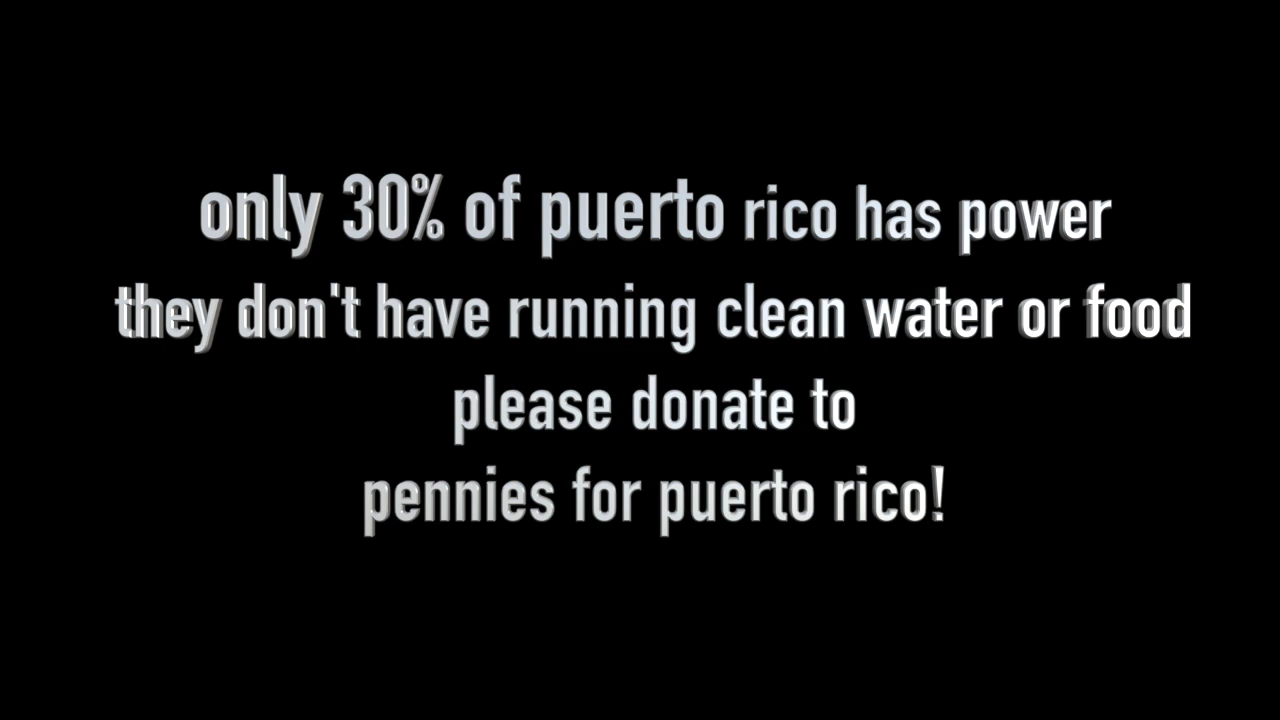 only 30% of puerto rico has power
they don't have running clean water or food
please donate to
pennies for puerto rico!